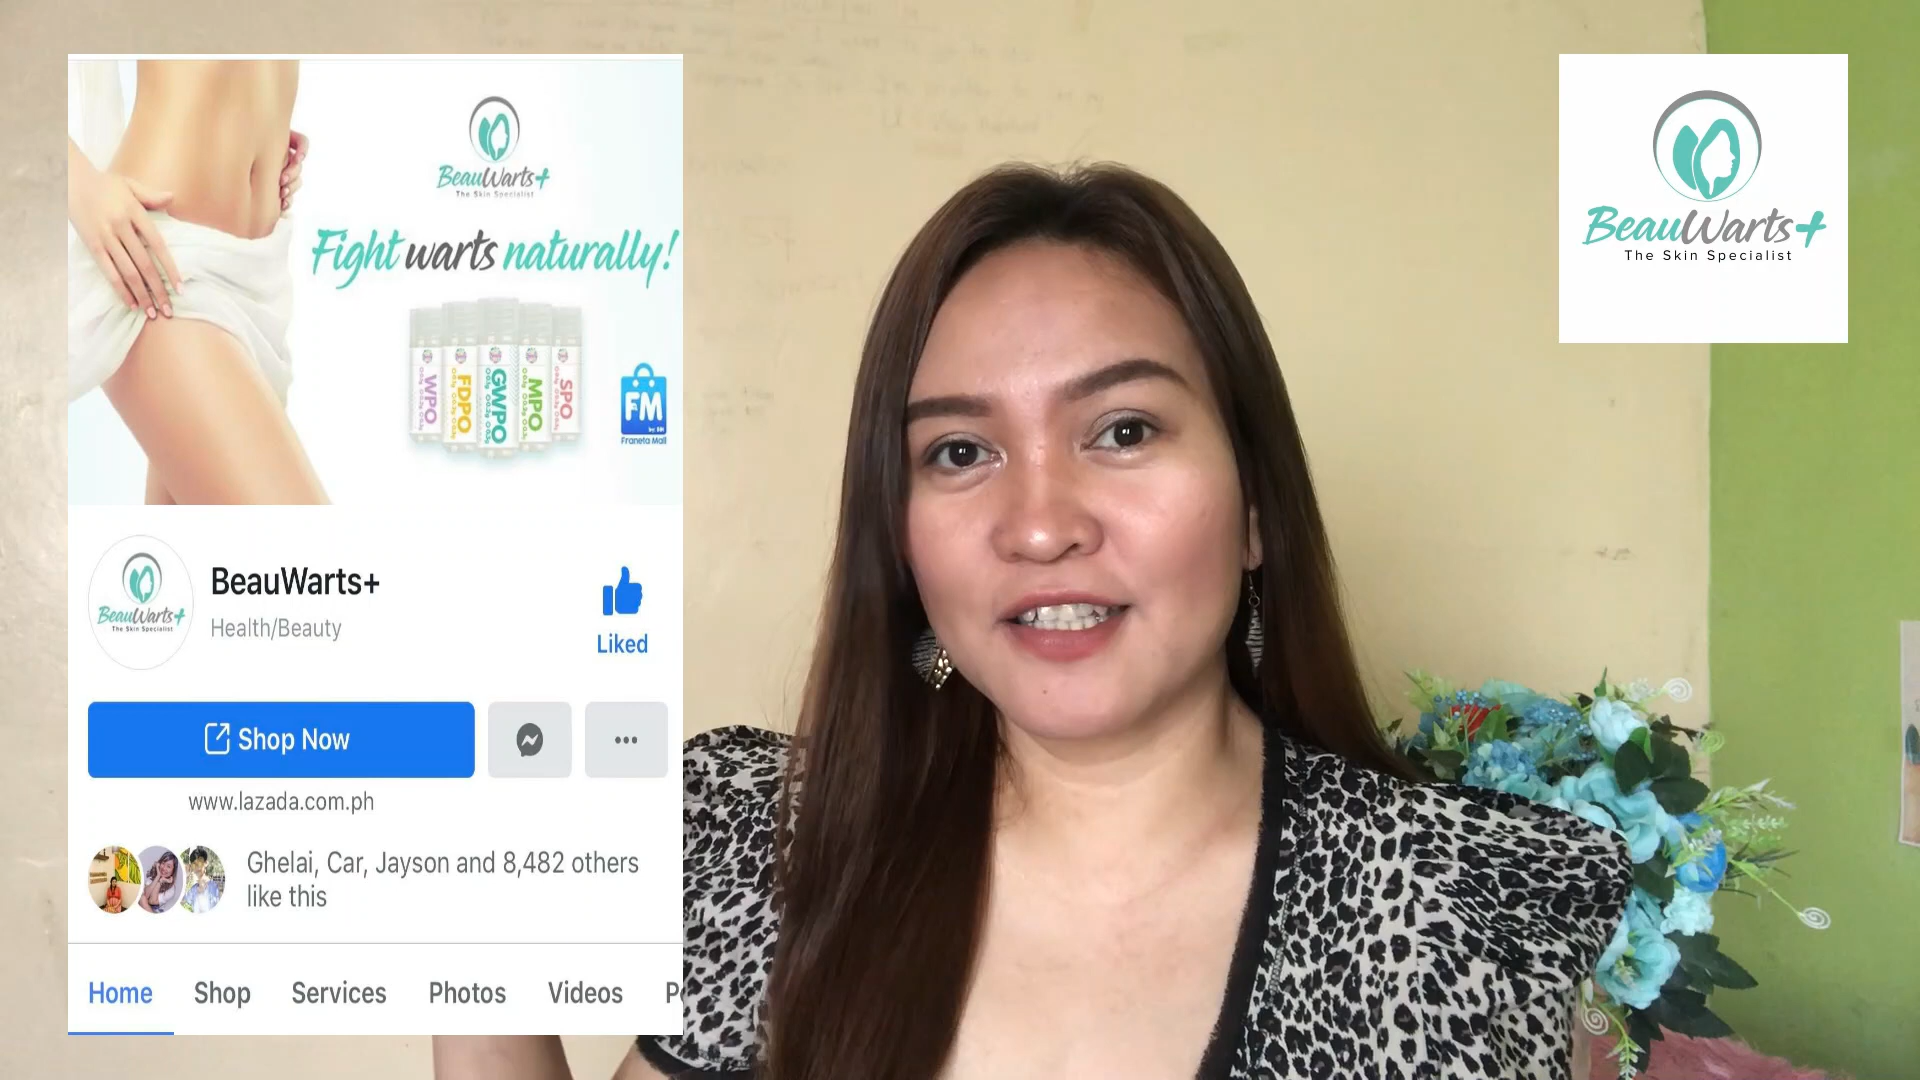 BeauWarts+
The Skin Specialist
Fight warts naturally!
WPO
FDPO
GWPO
MPO
SPO
FM
Franeta Mall
BeauWarts+
The Skin Specialist
BeauWarts+
Health/Beauty
Liked
Shop Now
www.lazada.com.ph
Ghelai, Car, Jayson and 8,482 others
like this
Home Shop Services Photos Videos
BeauWarts+
The Skin Specialist